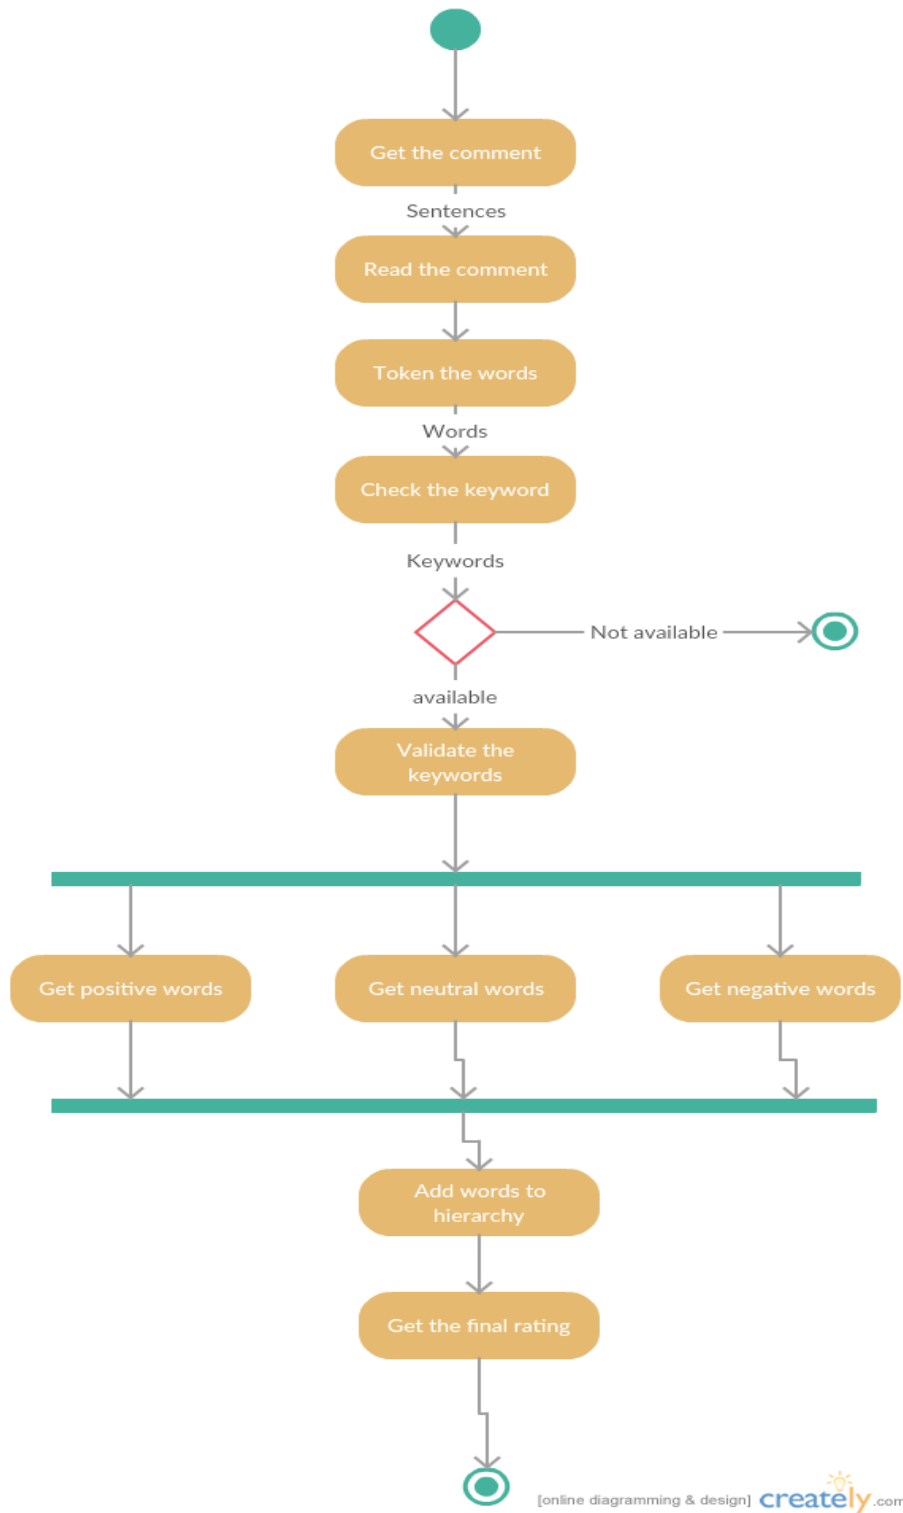 Get the comment
Sentences
Read the comment
Token the words
Words
Check the keyword
Keywords
Not available
available
Validate the
keywords
Get positive words
Get neutral words
Get negative words
Add words to
hierarchy
Get the final rating
[online diagramming & design] creately.com